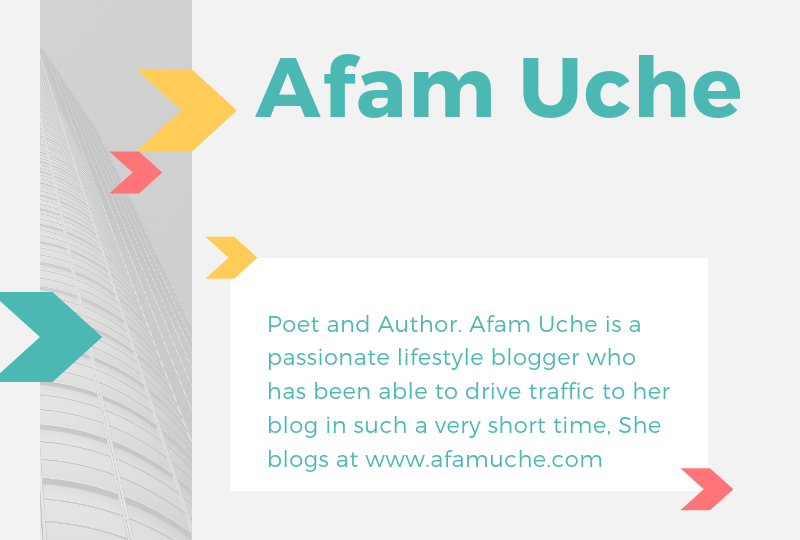 Afam Uche
Poet and Author. Afam Uche is a
passionate lifestyle blogger who
has been able to drive traffic to her
blog in such a very short time, She
blogs at www.afamuche.com